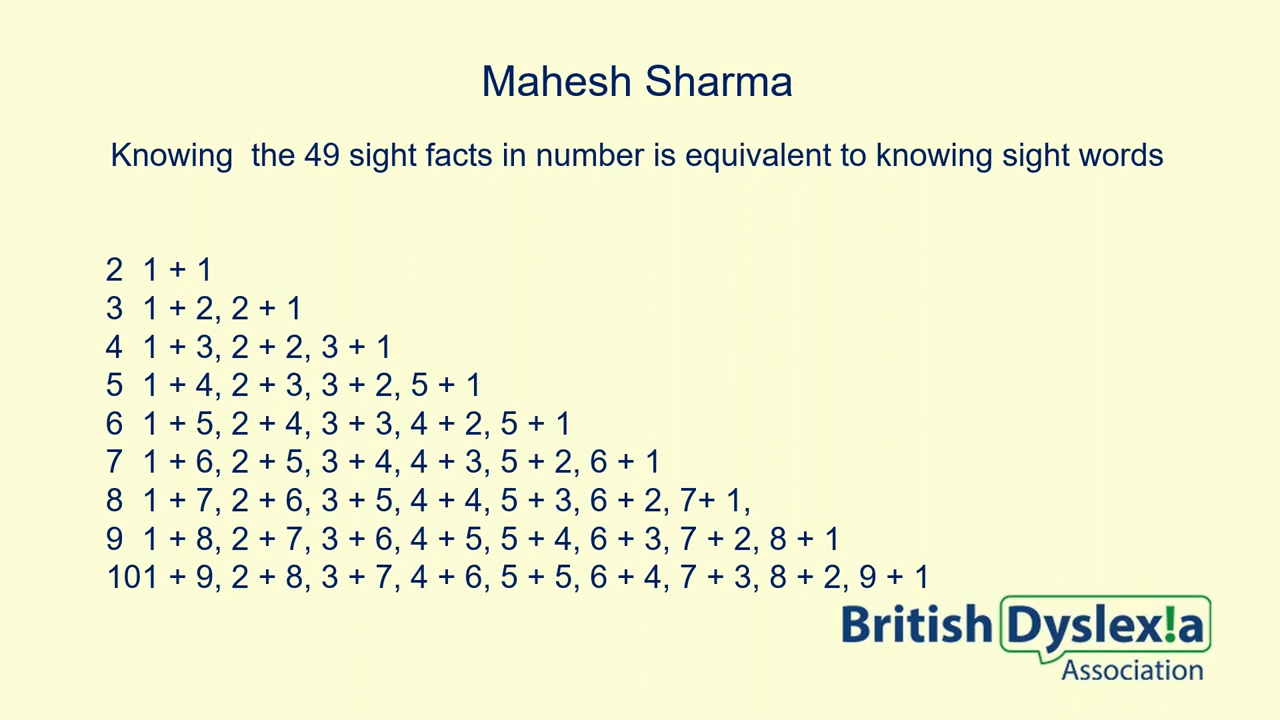 Mahesh Sharma
Knowing  the 49 sight facts in number is equivalent to knowing sight words
2  1 + 1
3  1 + 2, 2 + 1
4  1 + 3, 2 + 2, 3 + 1
5  1 + 4, 2 + 3, 3 + 2, 5 + 1
6  1 + 5, 2 + 4, 3 + 3, 4 + 2, 5 + 1
7  1 + 6, 2 + 5, 3 + 4, 4 + 3, 5 + 2, 6 + 1
8  1 + 7, 2 + 6, 3 + 5, 4 + 4, 5 + 3, 6 + 2, 7+ 1,
9  1 + 8, 2 + 7, 3 + 6, 4 + 5, 5 + 4, 6 + 3, 7 + 2, 8 + 1
101 + 9, 2 + 8, 3 + 7, 4 + 6, 5 + 5, 6 + 4, 7 + 3, 8 + 2, 9 + 1
British Dyslex!a
Association